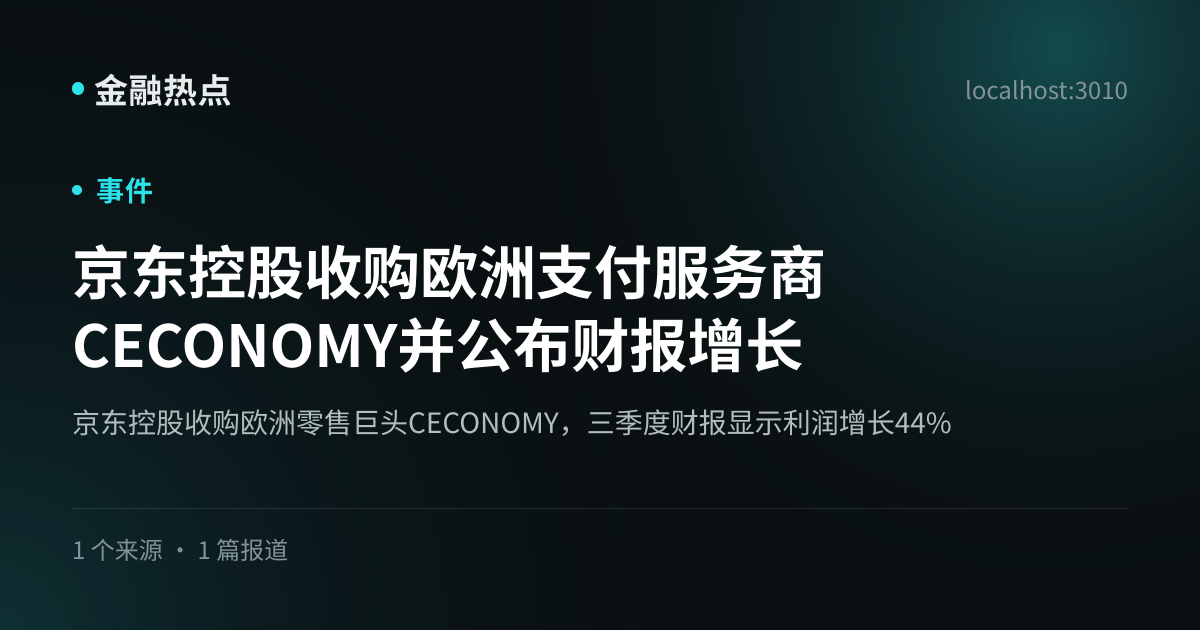 金融热点
localhost:3010
事件
京东控股收购欧洲支付服务商
CECONOMY并公布财报增长
京东控股收购欧洲零售巨头CECONOMY，三季度财报显示利润增长44%
1 个来源 · 1 篇报道